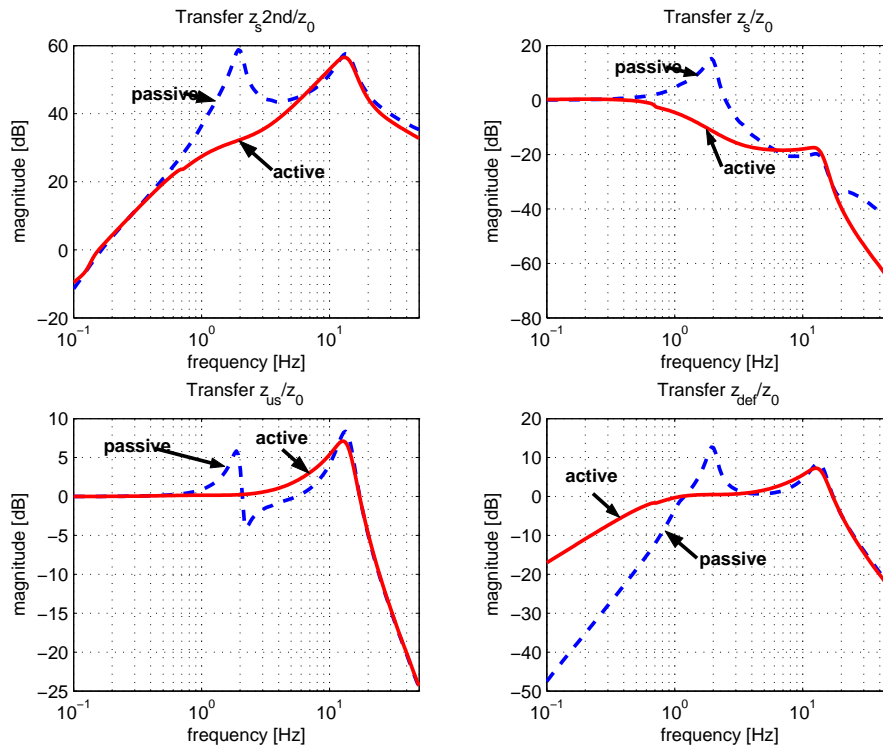 Transfer z_s2nd/z_0
60
40
20
0
−20
magnitude [dB]
passive
active
10^−1
10^0
10^1
frequency [Hz]
Transfer z_s/z_0
20
0
−20
−40
−60
−80
magnitude [dB]
passive
active
10^−1
10^0
10^1
frequency [Hz]
Transfer z_us/z_0
10
5
0
−5
−10
−15
−20
−25
magnitude [dB]
passive
active
10^−1
10^0
10^1
frequency [Hz]
Transfer z_def/z_0
20
10
0
−10
−20
−30
−40
−50
magnitude [dB]
active
passive
10^−1
10^0
10^1
frequency [Hz]